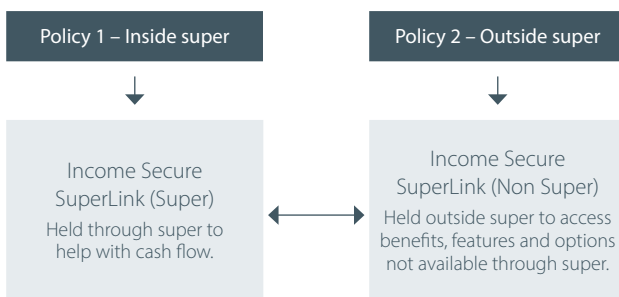 Policy 1 – Inside super
Policy 2 – Outside super
Income Secure
SuperLink (Super)
Held through super to
help with cash flow.
Income Secure
SuperLink (Non Super)
Held outside super to access
benefits, features and options
not available through super.